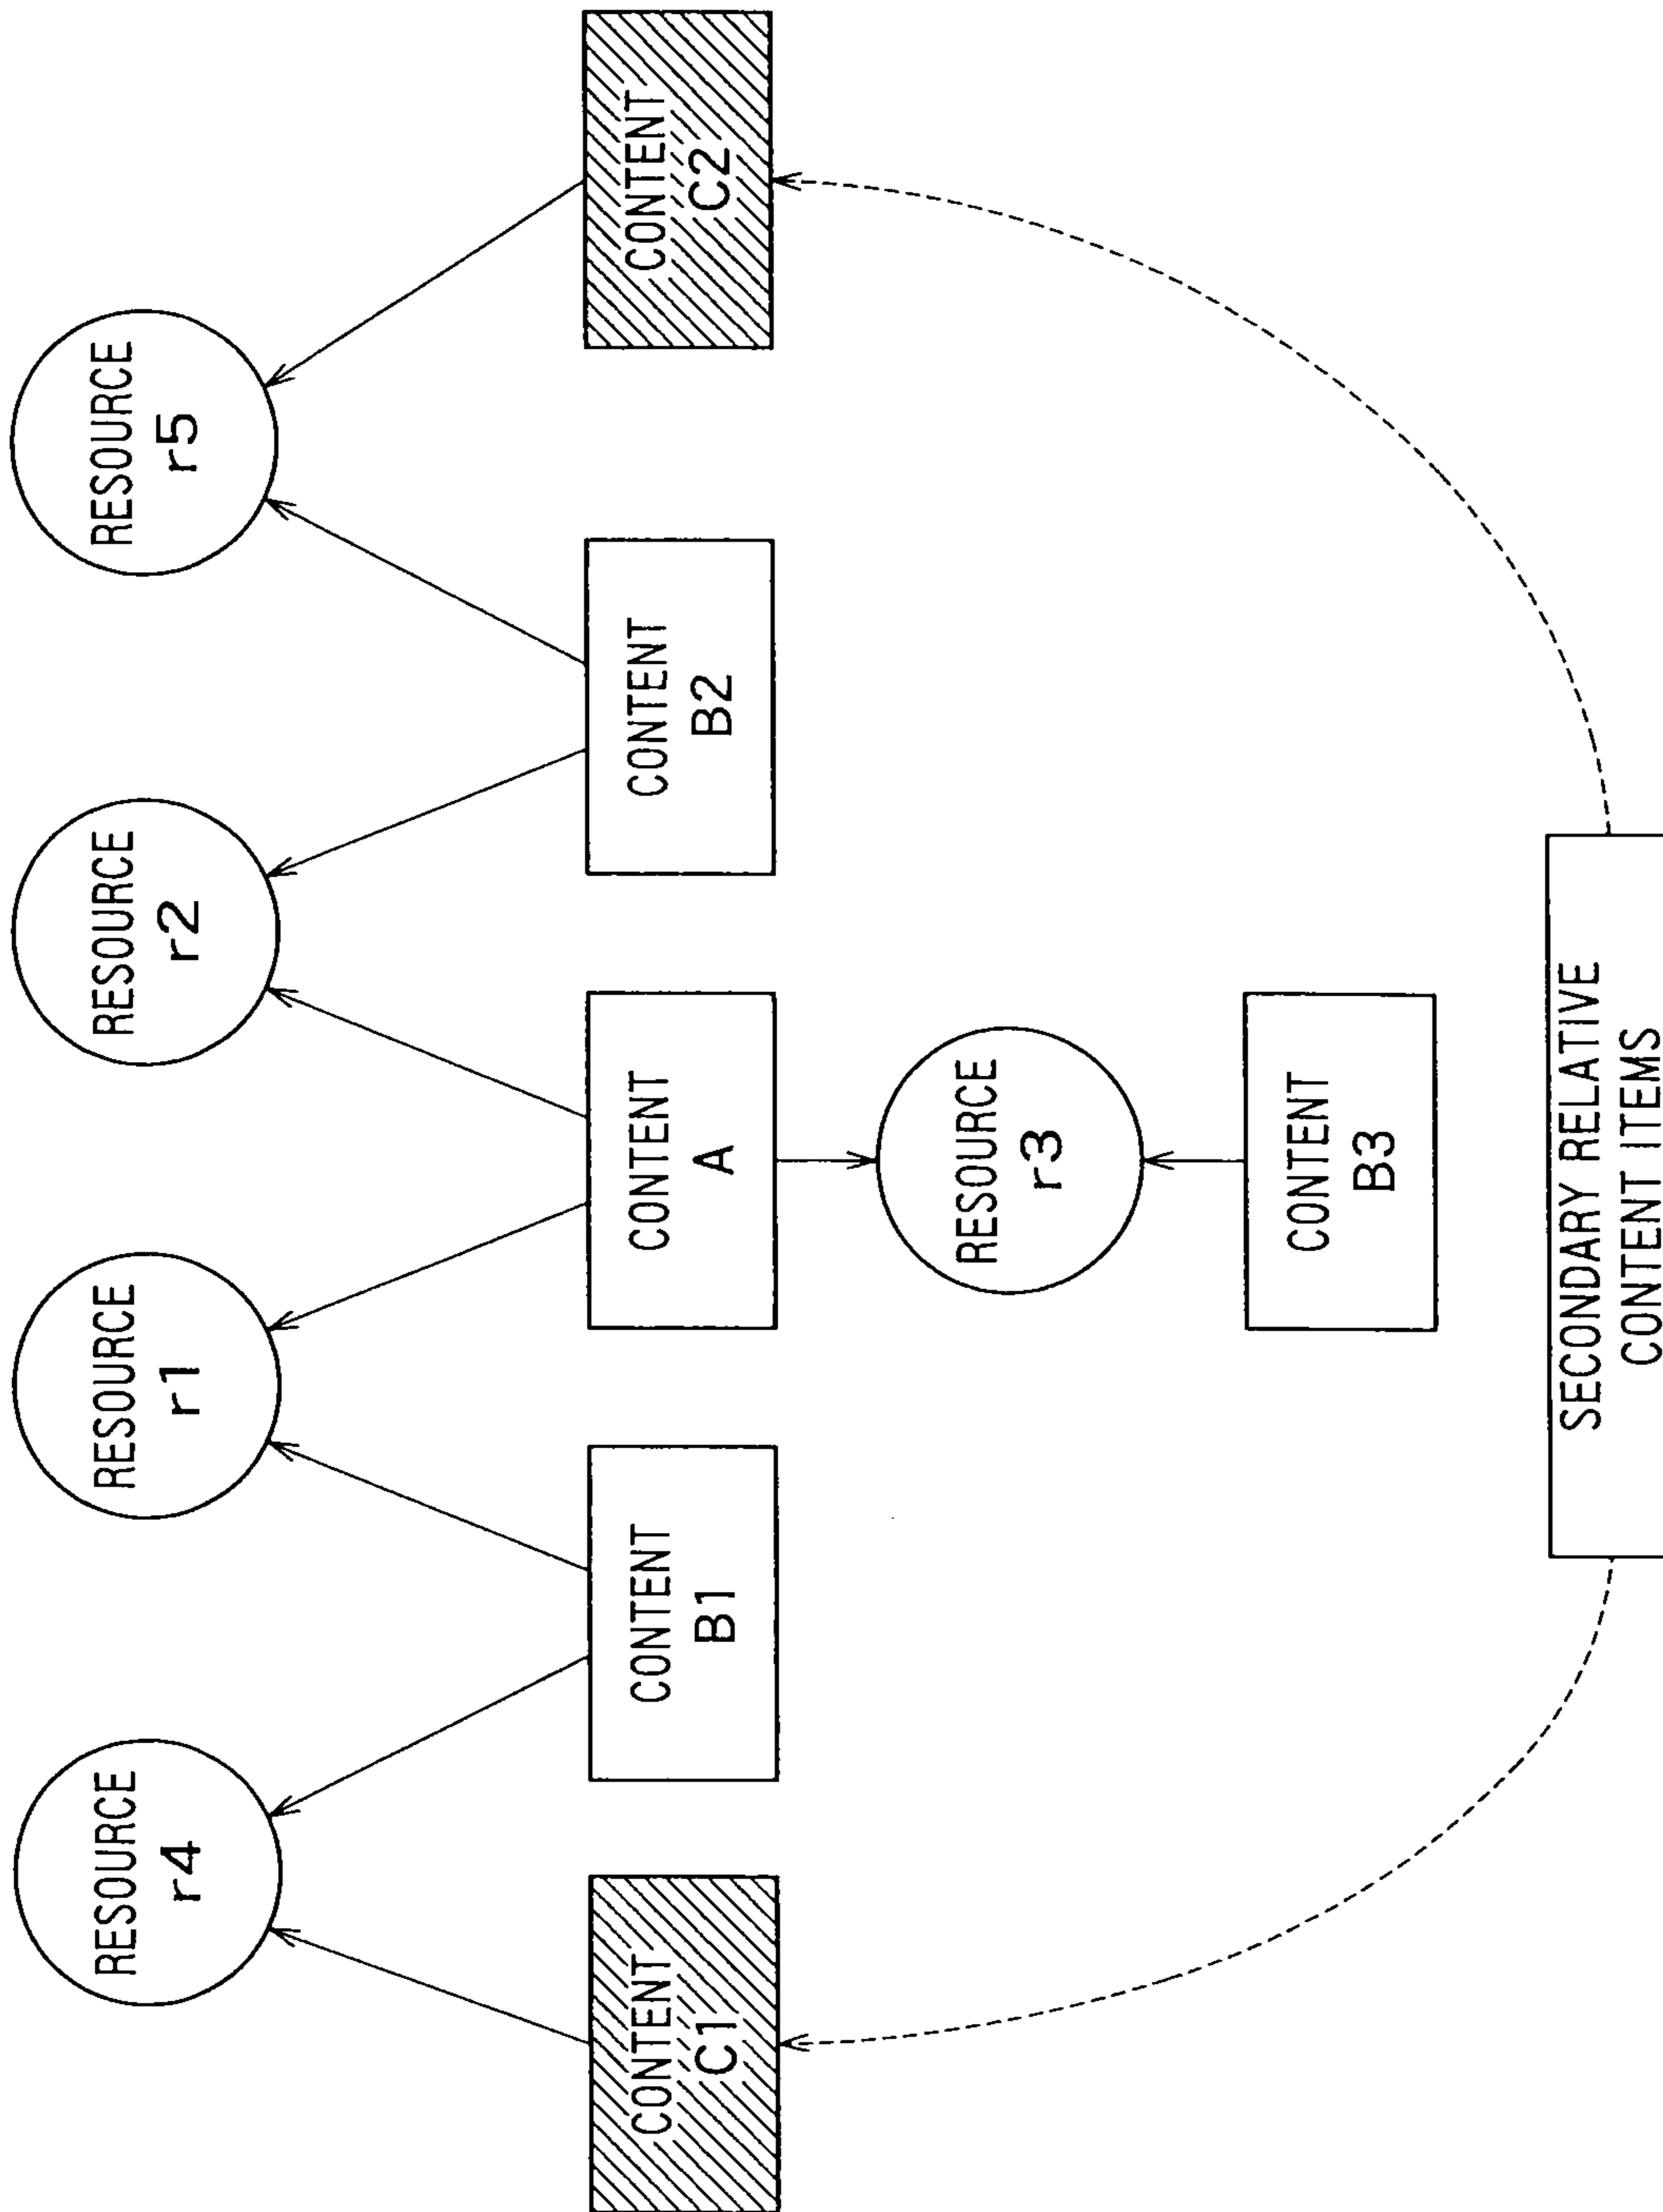 RESOURCE
r4
RESOURCE
r1
RESOURCE
r2
RESOURCE
r5
CONTENT
C1
CONTENT
B1
CONTENT
A
CONTENT
B2
CONTENT
C2
RESOURCE
r3
CONTENT
B3
SECONDARY RELATIVE
CONTENT ITEMS